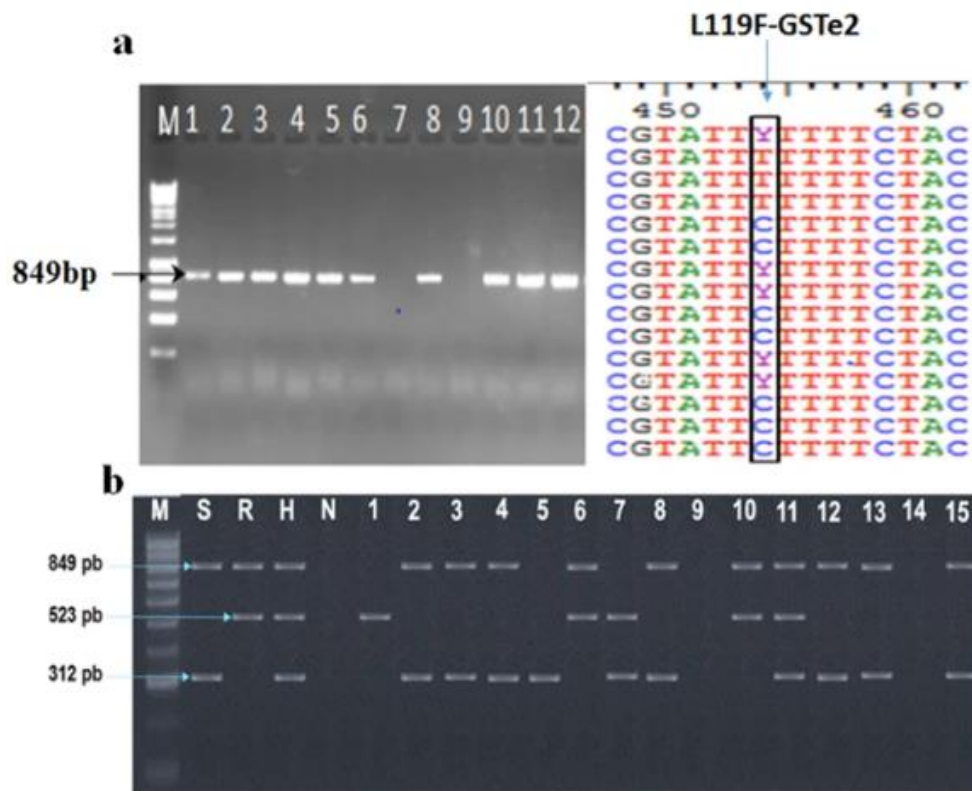 L119F-GSTe2
a
M 1 2 3 4 5 6 7 8 9 10 11 12
849bp
450 460
CGTATTYTTTTCTAC
CGTATTTTTTTCTAC
CGTATTTTTTTCTAC
CGTATTTTTTTCTAC
CGTATTCTTTTCTAC
CGTATTCTTTTCTAC
CGTATTYTTTTCTAC
CGTATTYTTTTCTAC
CGTATTCTTTTCTAC
CGTATTCTTTTCTAC
CGTATTYTTTTCTAC
CGTATTYTTTTCTAC
CGTATTCTTTTCTAC
CGTATTCTTTTCTAC
CGTATTCTTTTCTAC
b
M S R H N 1 2 3 4 5 6 7 8 9 10 11 12 13 14 15
849 pb
523 pb
312 pb